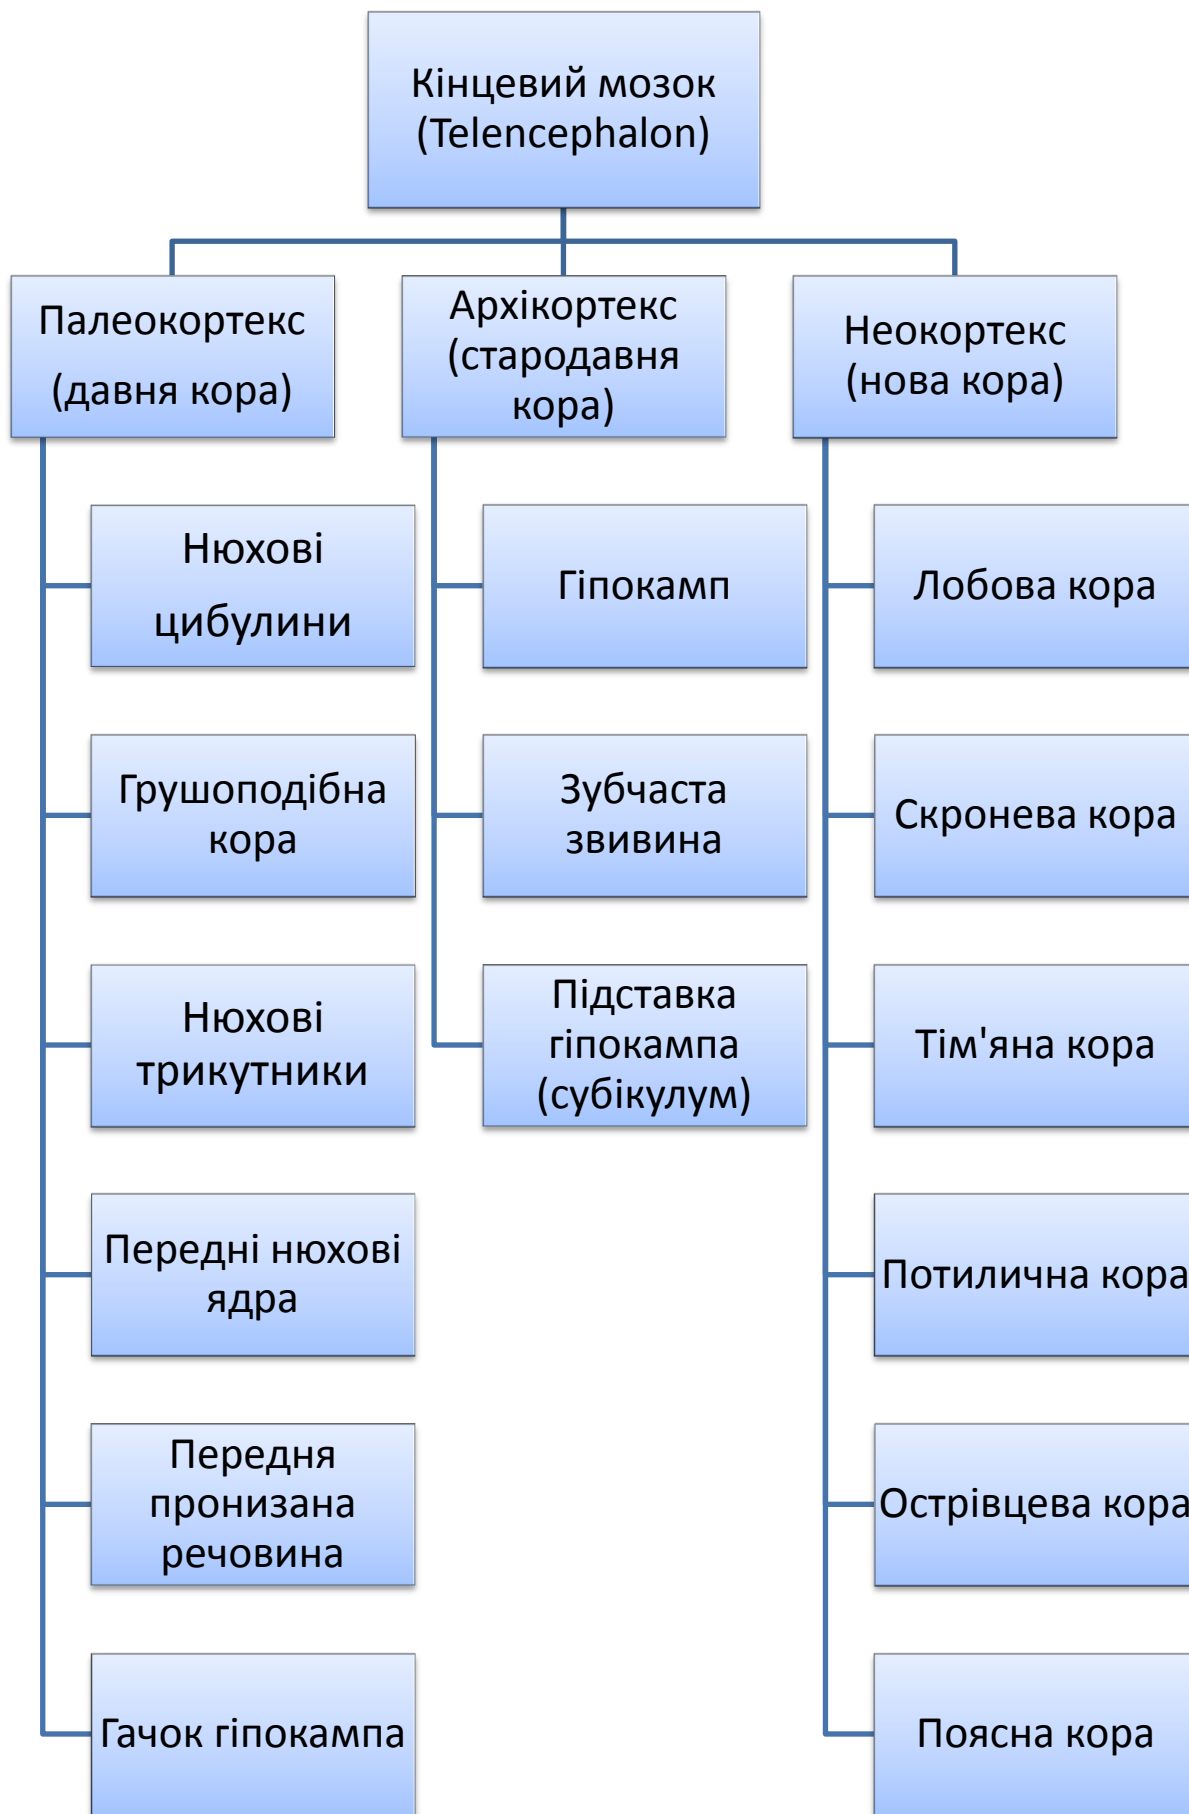 Кінцевий мозок
(Telencephalon)
Палеокортекс
(давня кора)
Нюхові
цибулини
Грушоподібна
кора
Нюхові
трикутники
Передні нюхові
ядра
Передня
пронизана
речовина
Гачок гіпокампа
Архікортекс
(стародавня
кора)
Гіпокамп
Зубчаста
звивина
Підставка
гіпокампа
(субікулум)
Неокортекс
(нова кора)
Лобова кора
Скронева кора
Тім'яна кора
Потилична кора
Острівцева кора
Поясна кора